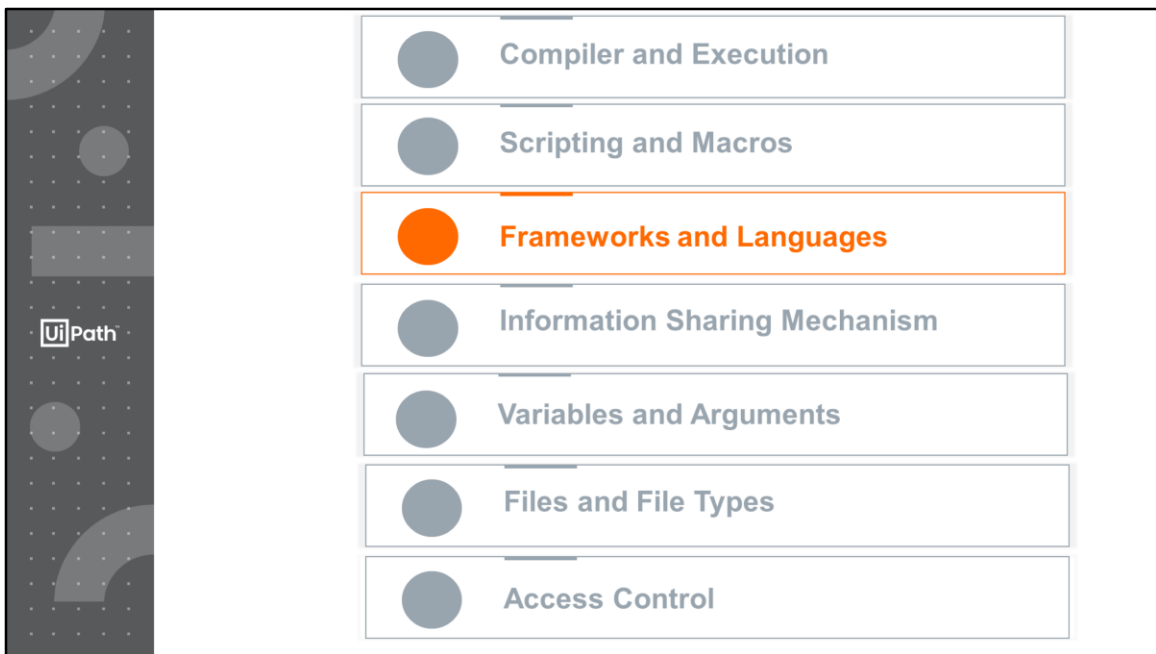 Compiler and Execution
Scripting and Macros
Frameworks and Languages
Information Sharing Mechanism
Variables and Arguments
Files and File Types
Access Control
UiPath™